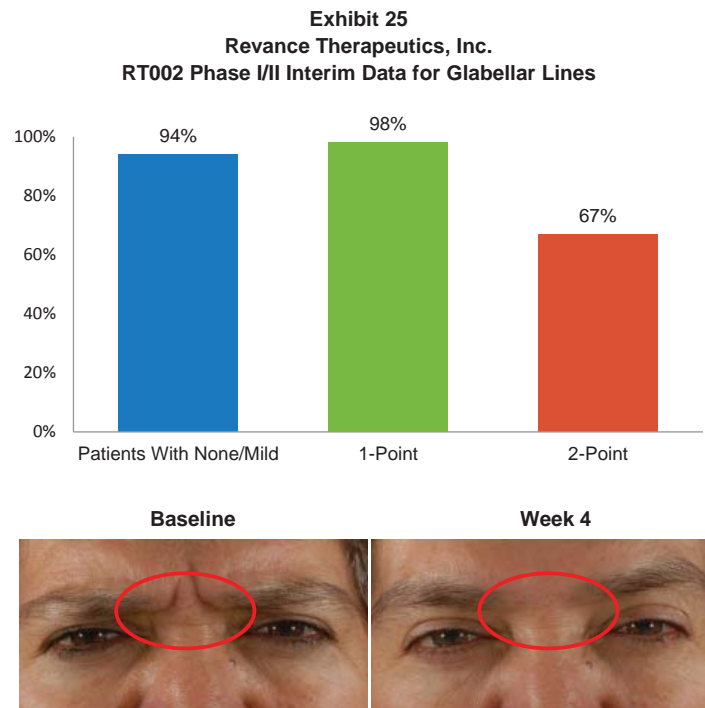 Exhibit 25
Revance Therapeutics, Inc.
RT002 Phase I/II Interim Data for Glabellar Lines
100%
80%
60%
40%
20%
0%
94%
98%
67%
Patients With None/Mild
1-Point
2-Point
Baseline
Week 4